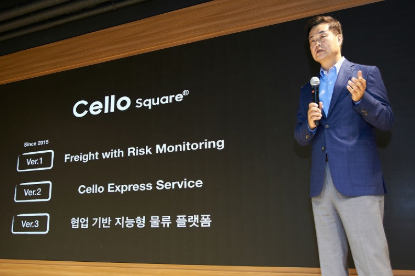 Cello Square®
Since 2015
Ver.1 Freight with Risk Monitoring
Ver.2 Cello Express Service
Ver.3 협업 기반 지능형 물류 플랫폼